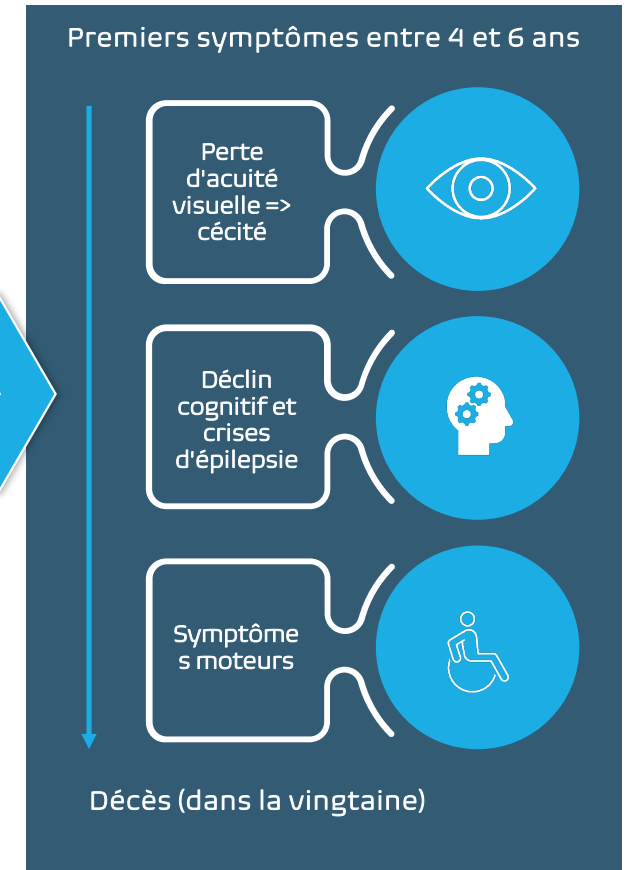 Premiers symptômes entre 4 et 6 ans
Perte
d'acuité
visuelle =>
cécité
Déclin
cognitif et
crises
d'épilepsie
Symptôme
s moteurs
Décès (dans la vingtaine)